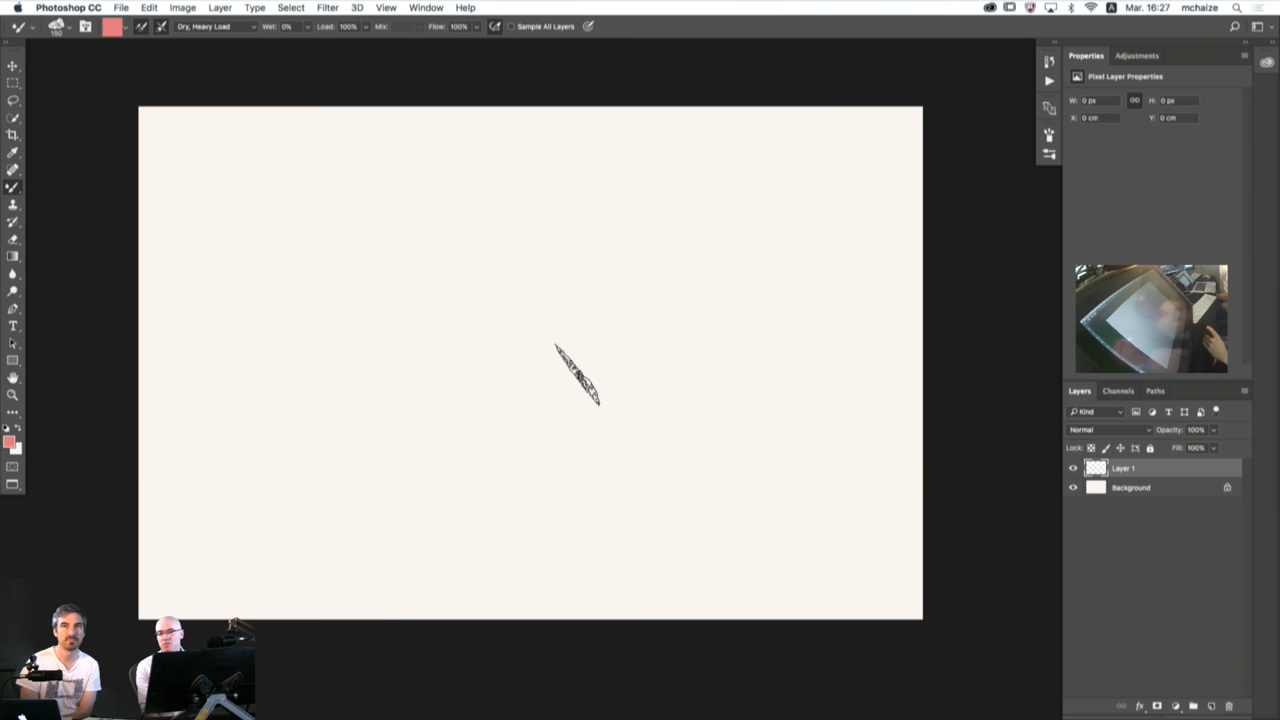 Photoshop CC File Edit Image Layer Type Select Filter 3D View Window Help Mar. 16:27 mchaize
150 Dry, Heavy Load Wet: 0% Load: 100% Mix: Flow: 100% Sample All Layers
Properties Adjustments
Pixel Layer Properties
W: 0 px H: 0 px
X: 0 cm Y: 0 cm
Layers Channels Paths
Kind
Normal Opacity: 100%
Lock: Fill: 100%
Layer 1
Background